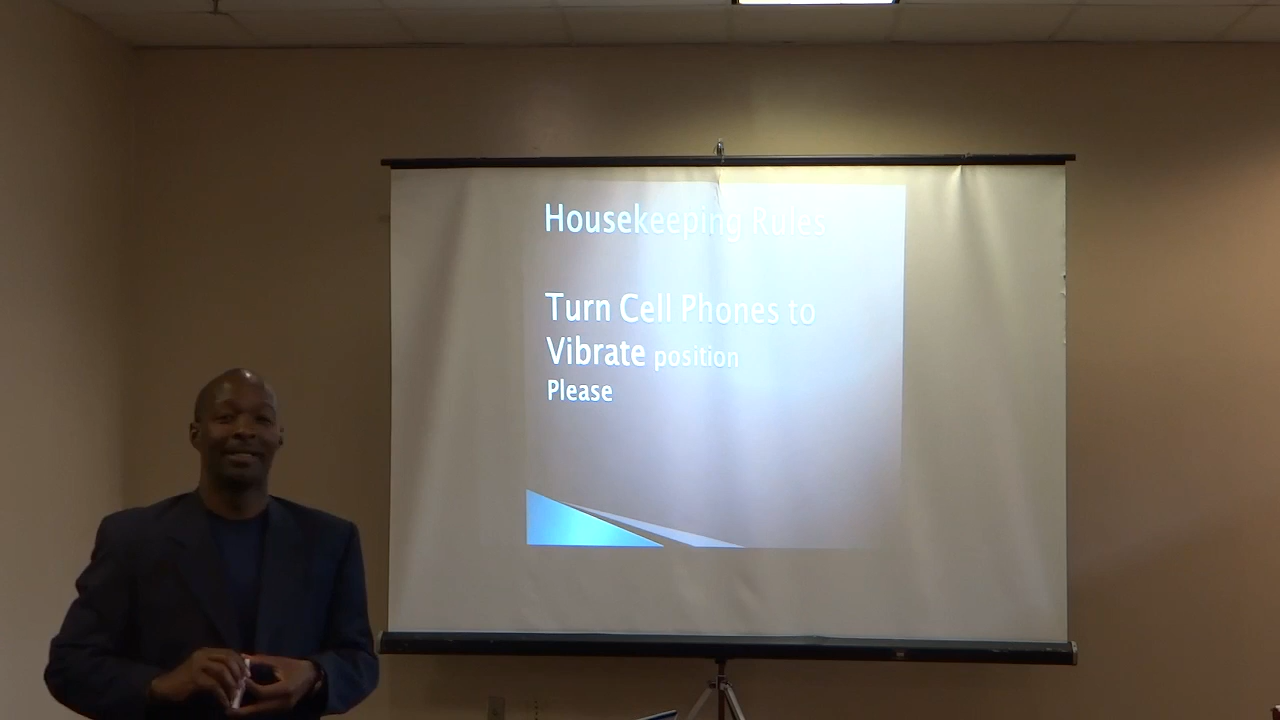 Housekeeping Rules
Turn Cell Phones to
Vibrate position
Please